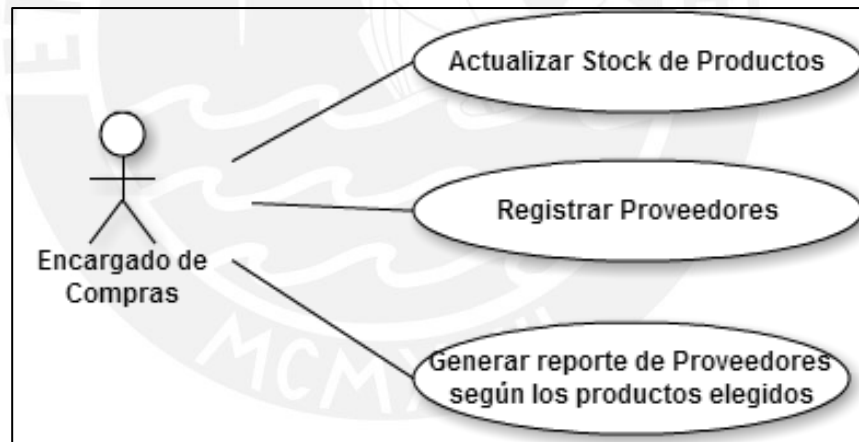 Actualizar Stock de Productos
Registrar Proveedores
Encargado de
Compras
Generar reporte de Proveedores
según los productos elegidos